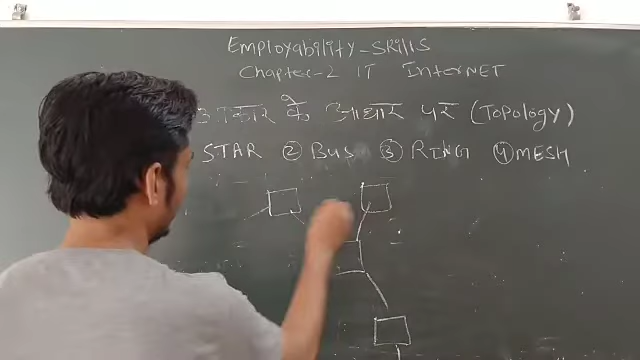 Employability-Skills
Chapter-2 IT InterNET
आकार के आधार पर (Topology)
STAR ② BUS ③ RING ④ MESH